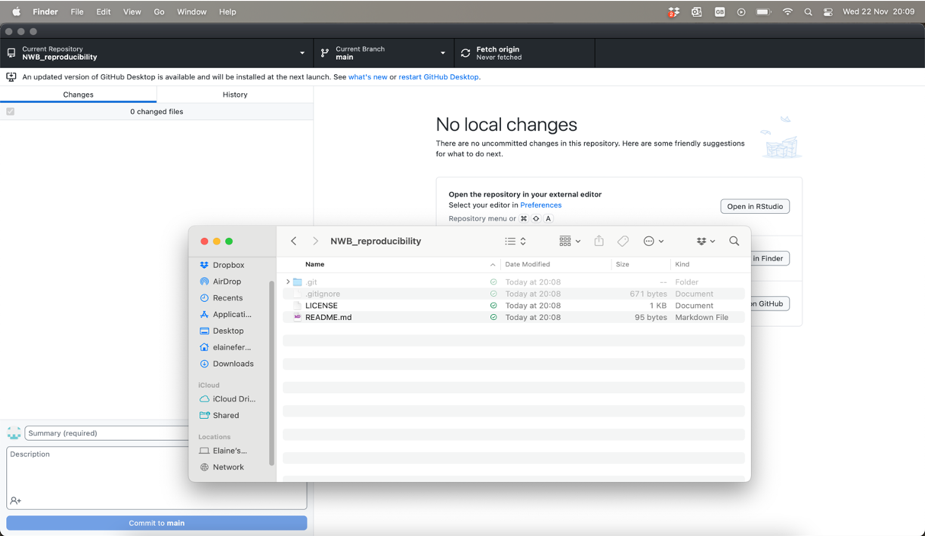 Finder File Edit View Go Window Help Wed 22 Nov 20:09
Current Repository
NWB_reproducibility
Current Branch
main
Fetch origin
Never fetched
An updated version of GitHub Desktop is available and will be installed at the next launch. See what's new or restart GitHub Desktop.
Changes History
0 changed files
No local changes
There are no uncommitted changes in this repository. Here are some friendly suggestions
for what to do next.
Open the repository in your external editor
Select your editor in Preferences
Repository menu or ⌘ ⇧ A
Open in RStudio
in Finder
on GitHub
NWB_reproducibility
Name Date Modified Size Kind
.git Today at 20:08 -- Folder
.gitignore Today at 20:08 671 bytes Document
LICENSE Today at 20:08 1 KB Document
README.md Today at 20:08 95 bytes Markdown File
Dropbox
AirDrop
Recents
Applicati...
Desktop
elainefer...
Downloads
iCloud
iCloud Dri...
Shared
Locations
Elaine's...
Network
Summary (required)
Description
Commit to main